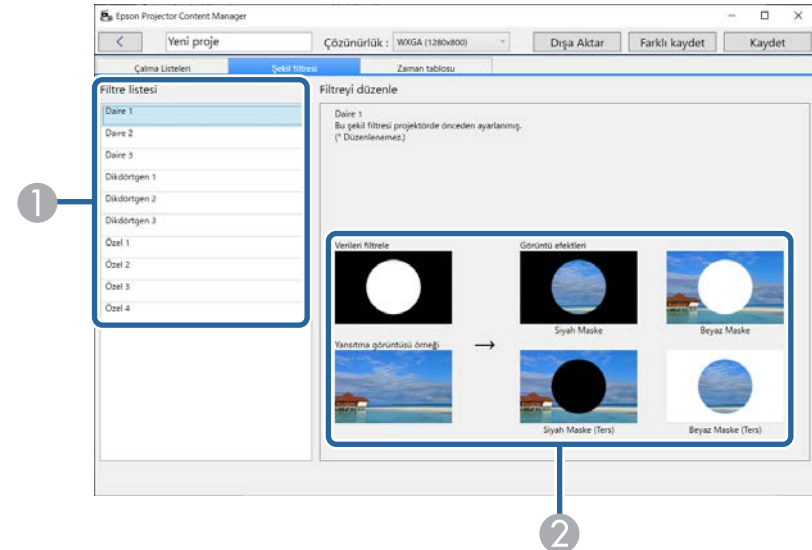 Epson Projector Content Manager
Yeni proje
Çözünürlük : WXGA (1280x800)
Dışa Aktar
Farklı kaydet
Kaydet
Çalma Listeleri
Şekil filtresi
Zaman tablosu
Filtre listesi
Daire 1
Daire 2
Daire 3
Dikdörtgen 1
Dikdörtgen 2
Dikdörtgen 3
Özel 1
Özel 2
Özel 3
Özel 4
Filtreyi düzenle
Daire 1
Bu şekil filtresi projektörde önceden ayarlanmış.
(* Düzenlenemez.)
Verileri filtrele
Görüntü efektleri
Siyah Maske
Beyaz Maske
Yansıtma görüntüsü örneği
→
Siyah Maske (Ters)
Beyaz Maske (Ters)
1
2